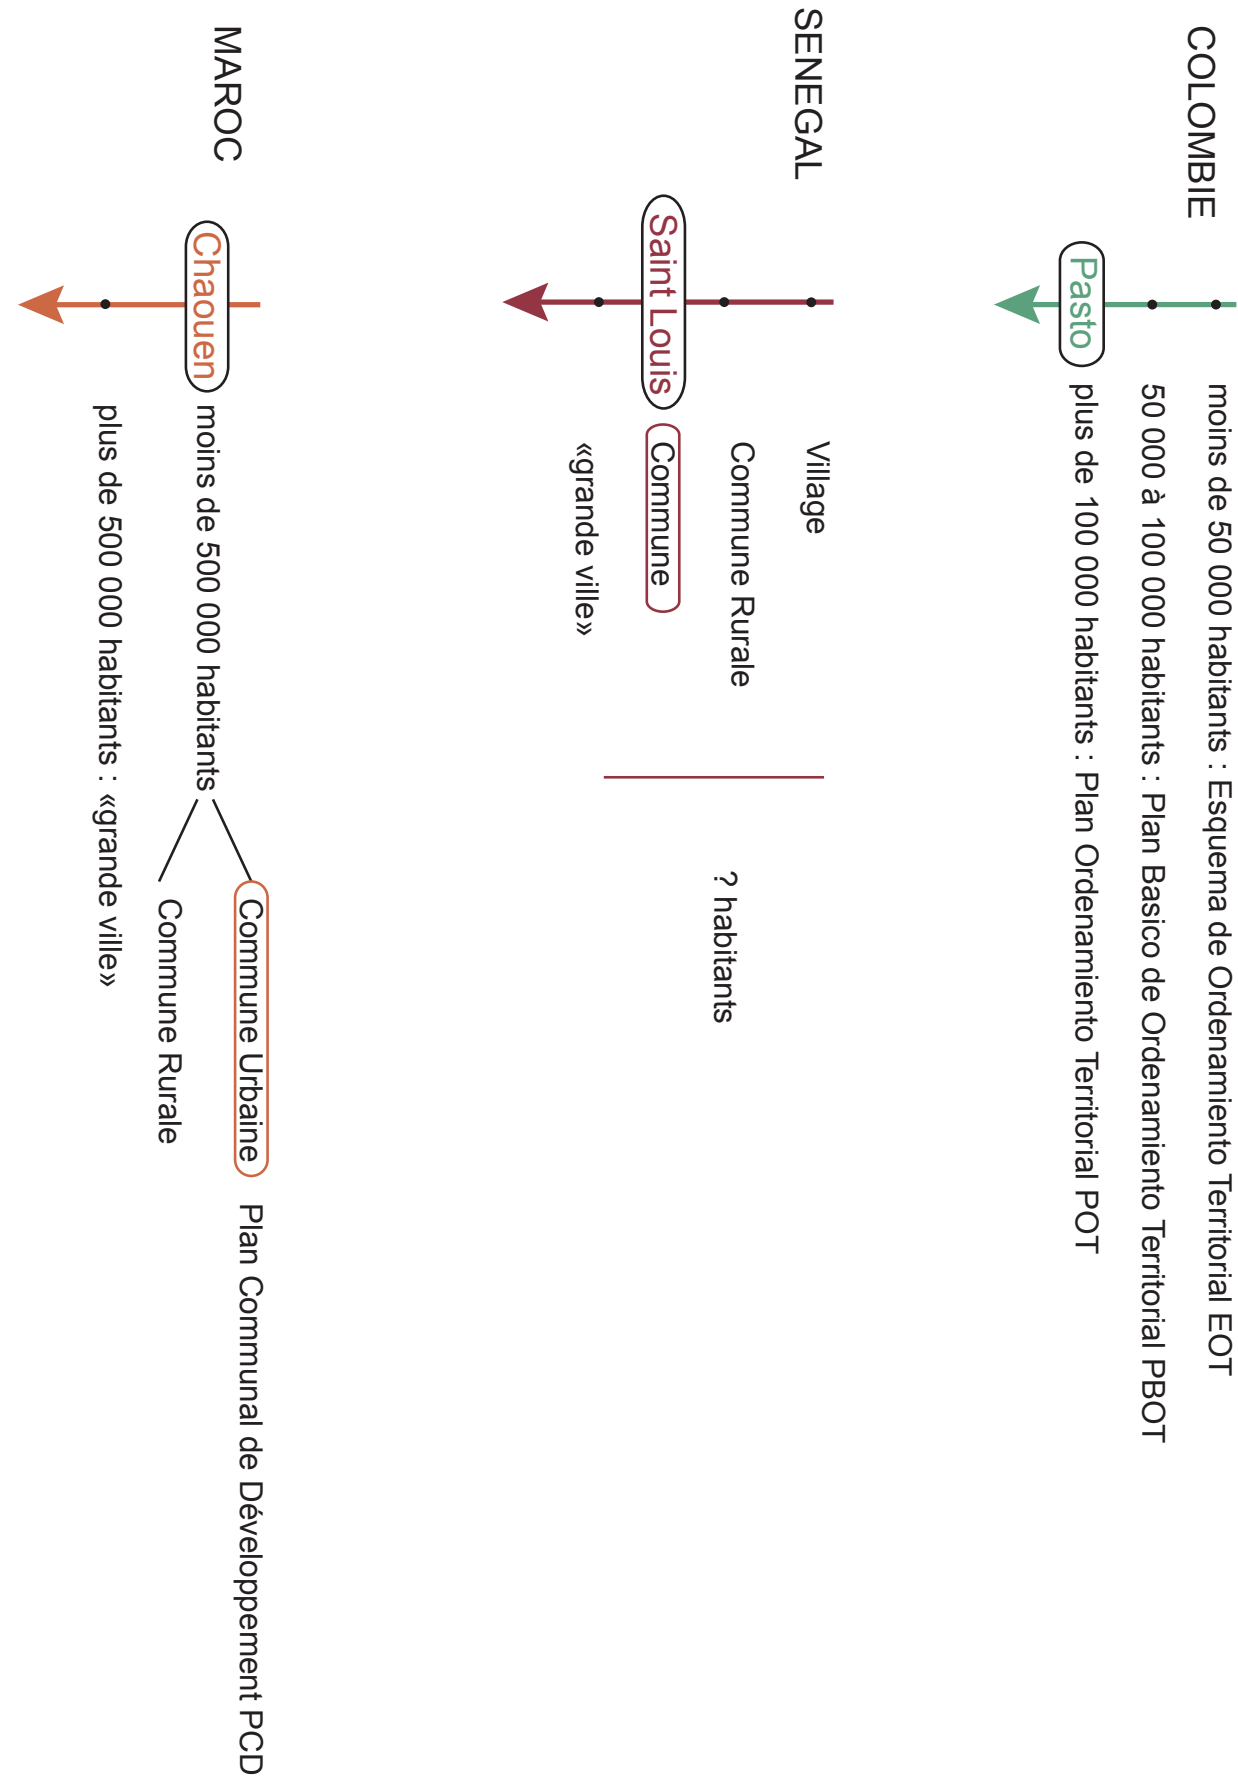 COLOMBIE
moins de 50 000 habitants : Esquema de Ordenamiento Territorial EOT
50 000 à 100 000 habitants : Plan Basico de Ordenamiento Territorial PBOT
Pasto
plus de 100 000 habitants : Plan Ordenamiento Territorial POT
SENEGAL
Village
Commune Rurale
? habitants
Saint Louis
Commune
«grande ville»
MAROC
Commune Urbaine
Plan Communal de Développement PCD
Chaouen
moins de 500 000 habitants
Commune Rurale
plus de 500 000 habitants : «grande ville»